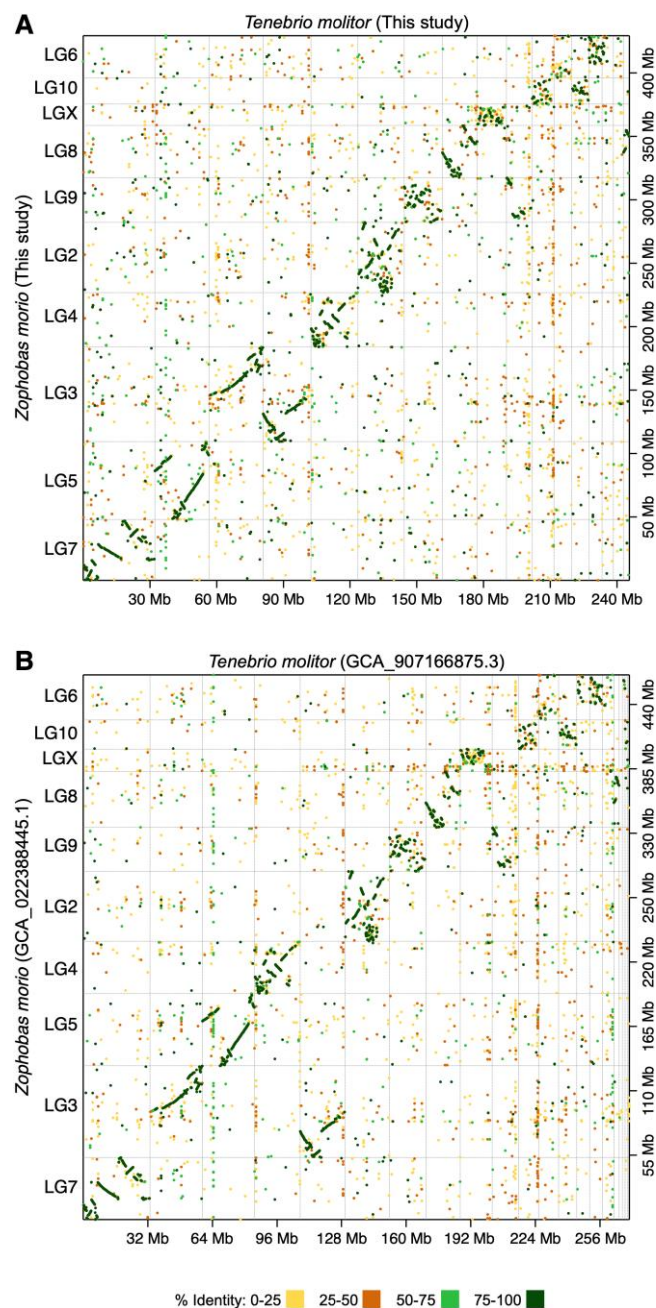 A
Tenebrio molitor (This study)
Zophobas morio (This study)
LG6
LG10
LGX
LG8
LG9
LG2
LG4
LG3
LG5
LG7
400 Mb
350 Mb
300 Mb
250 Mb
200 Mb
150 Mb
100 Mb
50 Mb
30 Mb 60 Mb 90 Mb 120 Mb 150 Mb 180 Mb 210 Mb 240 Mb
B
Tenebrio molitor (GCA_907166875.3)
Zophobas morio (GCA_022388445.1)
LG6
LG10
LGX
LG8
LG9
LG2
LG4
LG5
LG3
LG7
440 Mb
385 Mb
330 Mb
270 Mb
220 Mb
165 Mb
110 Mb
55 Mb
32 Mb 64 Mb 96 Mb 128 Mb 160 Mb 192 Mb 224 Mb 256 Mb
% Identity: 0-25 25-50 50-75 75-100